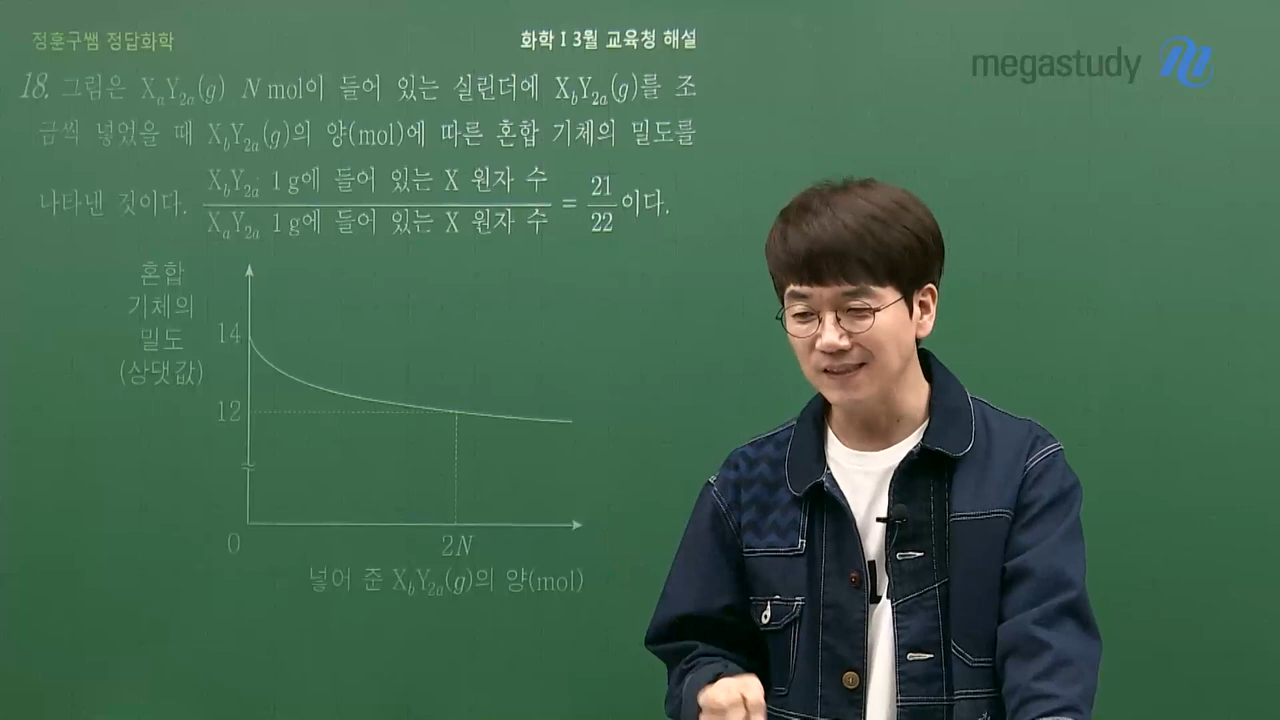 정훈구쌤 정답화학
화학 I 3월 교육청 해설
megastudy
18. 그림은 XₐY₂ₐ(g) N mol이 들어 있는 실린더에 X_bY₂ₐ(g)를 조
금씩 넣었을 때 X_bY₂ₐ(g)의 양(mol)에 따른 혼합 기체의 밀도를
나타낸 것이다. X_bY₂ₐ 1 g에 들어 있는 X 원자 수 / XₐY₂ₐ 1 g에 들어 있는 X 원자 수 = 21/22 이다.
혼합
기체의
밀도
(상댓값)
14
12
0
2N
넣어 준 X_bY₂ₐ(g)의 양(mol)